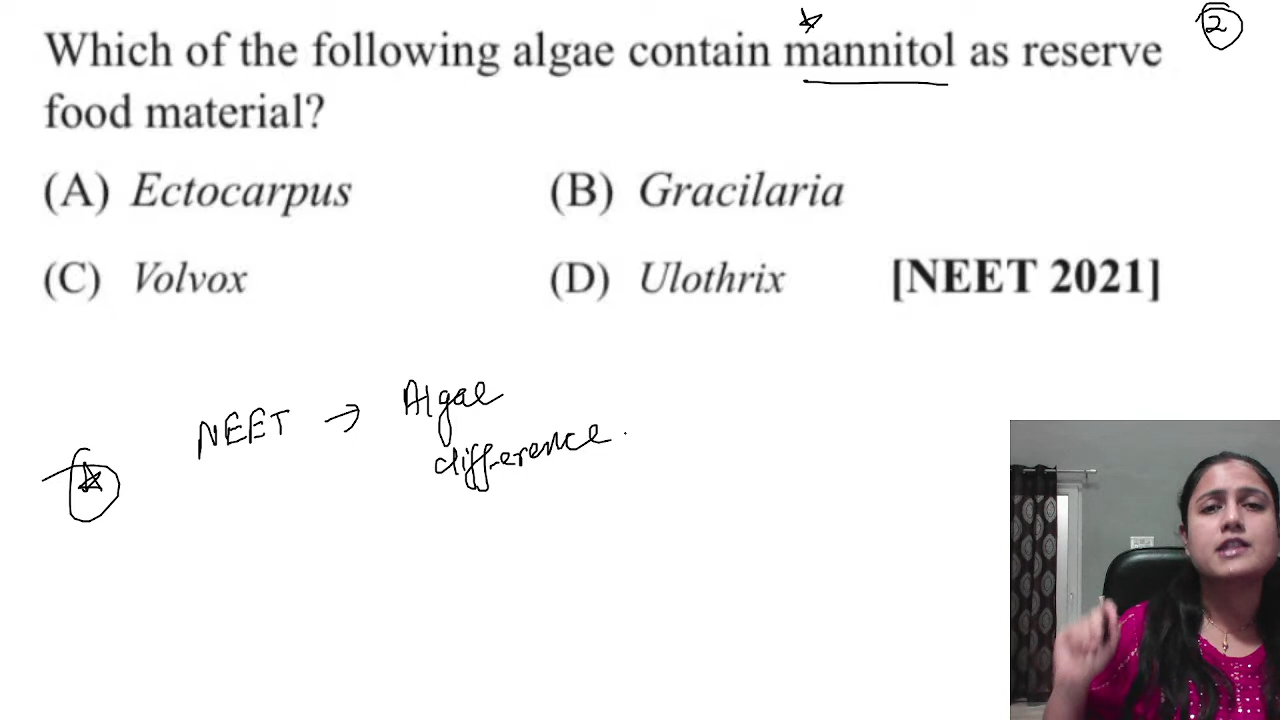 Which of the following algae contain mannitol as reserve
2
food material?
(A) Ectocarpus
(B) Gracilaria
(C) Volvox
(D) Ulothrix
[NEET 2021]
NEET → Algae
difference.